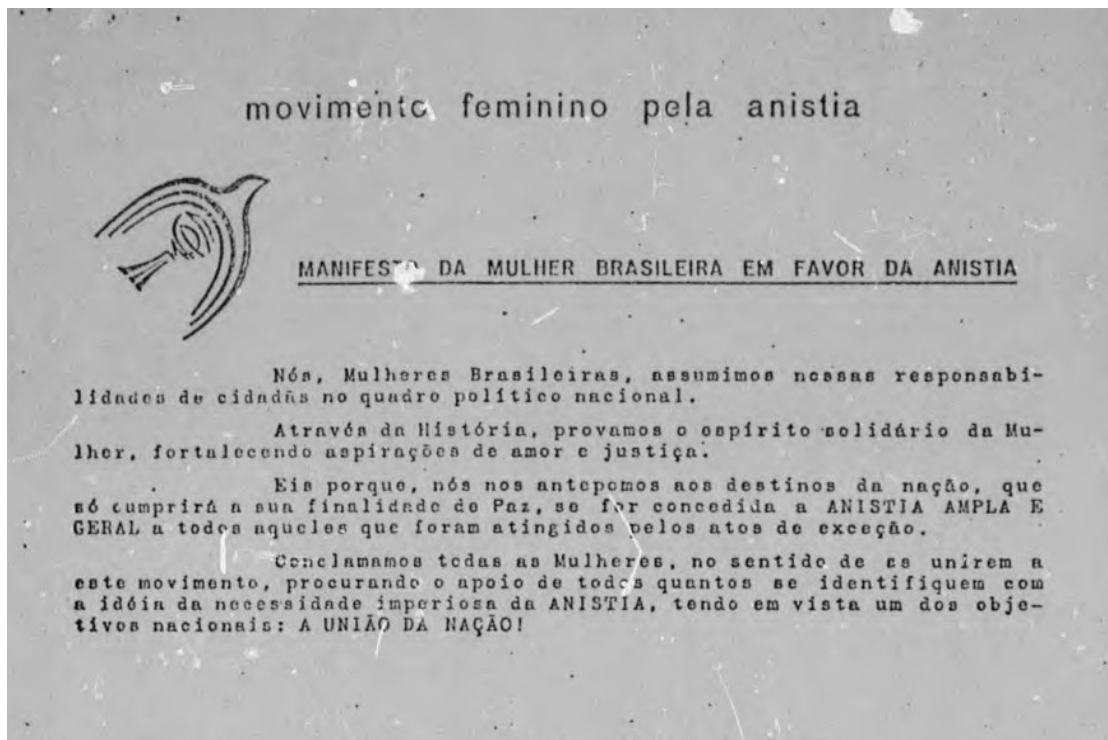 movimento feminino pela anistia
MANIFESTO DA MULHER BRASILEIRA EM FAVOR DA ANISTIA
Nós, Mulheres Brasileiras, assumimos nossas responsabi-
lidades de cidadãs no quadro político nacional.
Através da História, provamos o espírito solidário da Mu-
lher, fortalecendo aspirações de amor e justiça.
Eis porque, nós nos antepomos aos destinos da nação, que
só cumprirá a sua finalidade de Paz, se for concedida a ANISTIA AMPLA E
GERAL a todos aqueles que foram atingidos pelos atos de exceção.
Conclamamos todas as Mulheres, no sentido de se unirem a
este movimento, procurando o apoio de todos quantos se identifiquem com
a idéia da necessidade imperiosa da ANISTIA, tendo em vista um dos obje-
tivos nacionais: A UNIÃO DA NAÇÃO!